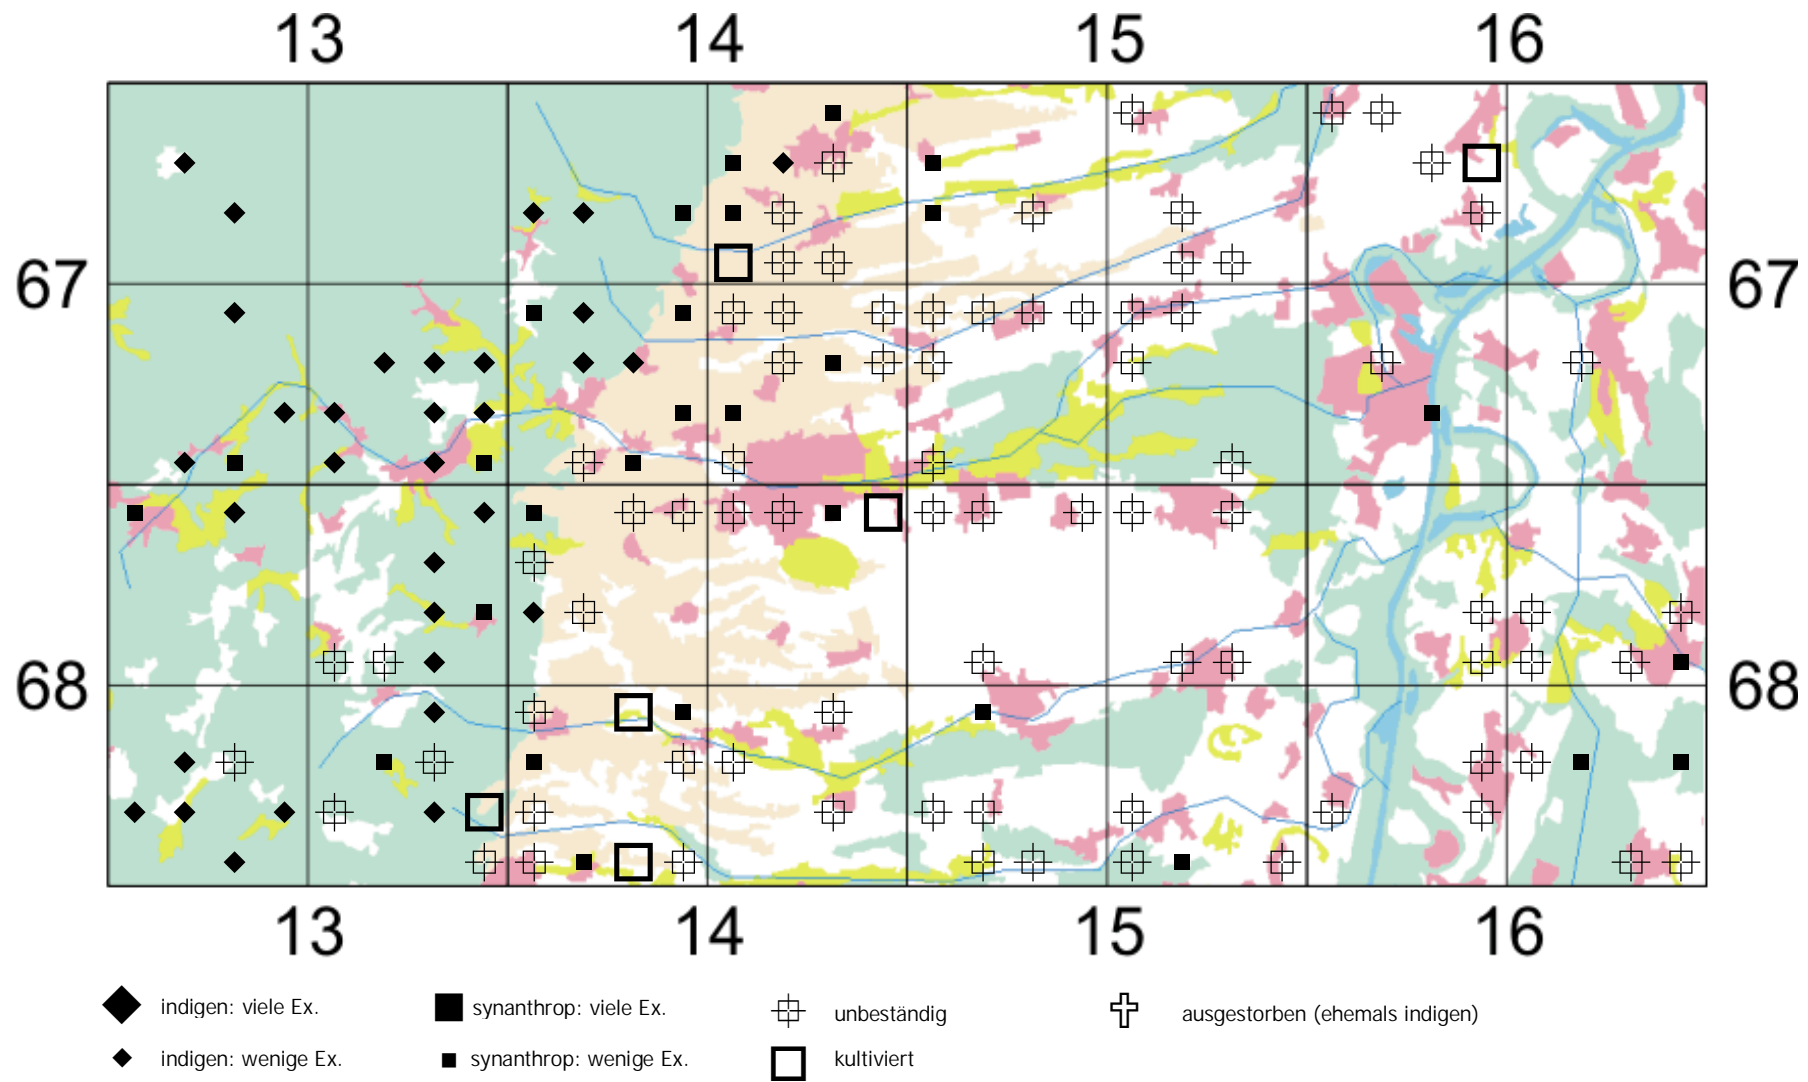 13 14 15 16
67 67
68 68
13 14 15 16
indigen: viele Ex. synanthrop: viele Ex. unbeständig ausgestorben (ehemals indigen)
indigen: wenige Ex. synanthrop: wenige Ex. kultiviert